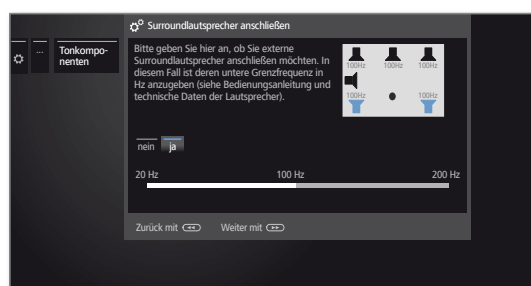 Surroundlautsprecher anschließen
...
Tonkompo-
nenten
Bitte geben Sie hier an, ob Sie externe
Surroundlautsprecher anschließen möchten. In
diesem Fall ist deren untere Grenzfrequenz in
Hz anzugeben (siehe Bedienungsanleitung und
technische Daten der Lautsprecher).
100Hz 100Hz 100Hz
100Hz 100Hz
nein ja
20 Hz 100 Hz 200 Hz
Zurück mit Weiter mit